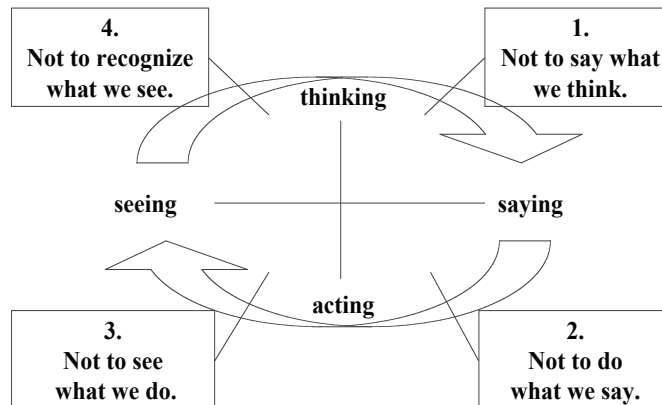 4.
Not to recognize
what we see.
1.
Not to say what
we think.
thinking
seeing
saying
acting
3.
Not to see
what we do.
2.
Not to do
what we say.